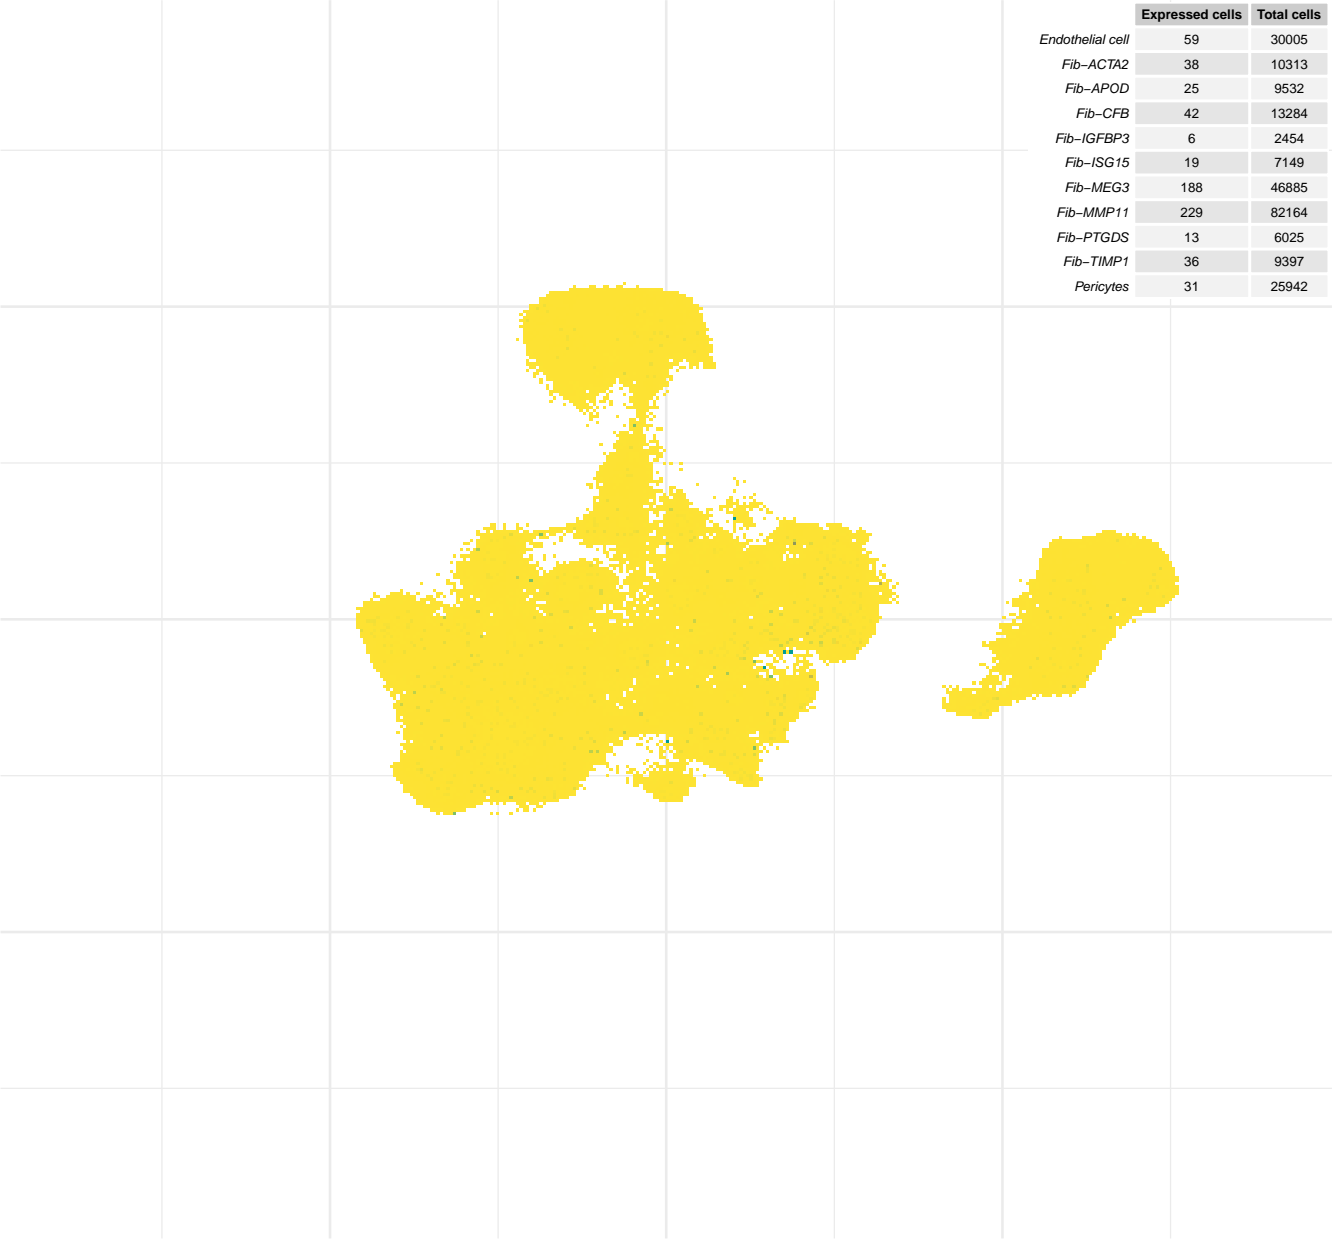 Expressed cells Total cells
Endothelial cell 59 30005
Fib−ACTA2 38 10313
Fib−APOD 25 9532
Fib−CFB 42 13284
Fib−IGFBP3 6 2454
Fib−ISG15 19 7149
Fib−MEG3 188 46885
Fib−MMP11 229 82164
Fib−PTGDS 13 6025
Fib−TIMP1 36 9397
Pericytes 31 25942